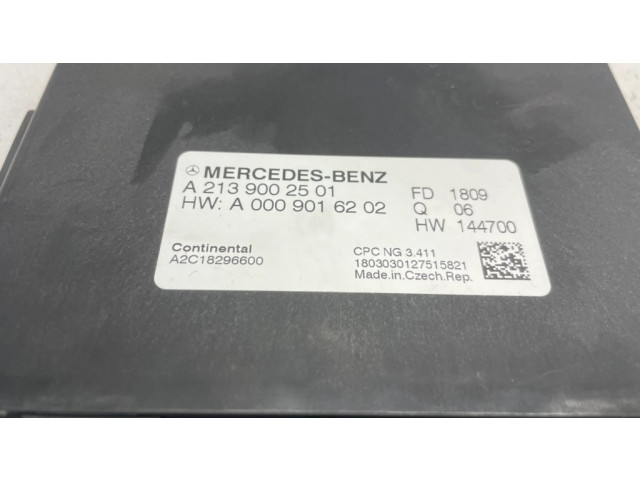 MERCEDES-BENZ
A 213 900 25 01
HW: A 000 901 62 02
FD 1809
Q 06
HW 144700
Continental
A2C18296600
CPC NG 3.411
1803030127515821
Made.in.Czech.Rep.